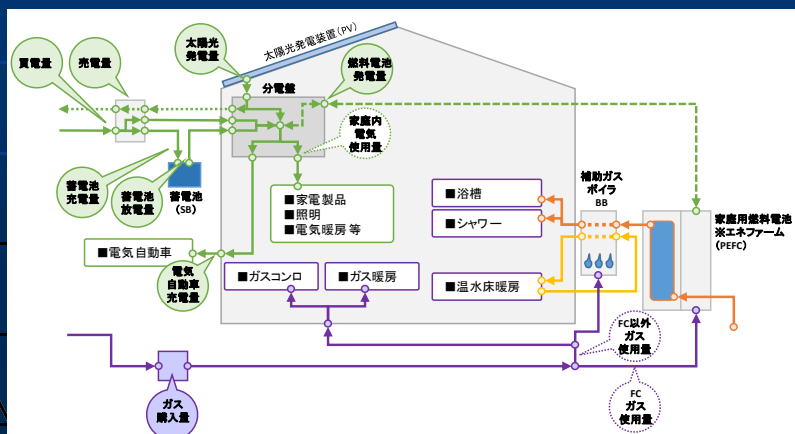 太陽光発電装置(PV)
太陽光
発電量
買電量
売電量
分電盤
燃料電池
発電量
家庭内
電気
使用量
蓄電池
充電量
蓄電池
放電量
蓄電池
(SB)
■家電製品
■照明
■電気暖房等
■電気自動車
電気
自動車
充電量
■ガスコンロ
■ガス暖房
■浴槽
■シャワー
■温水床暖房
補助ガス
ボイラ
BB
家庭用燃料電池
※エネファーム
(PEFC)
FC以外
ガス
使用量
FC
ガス
使用量
ガス
購入量